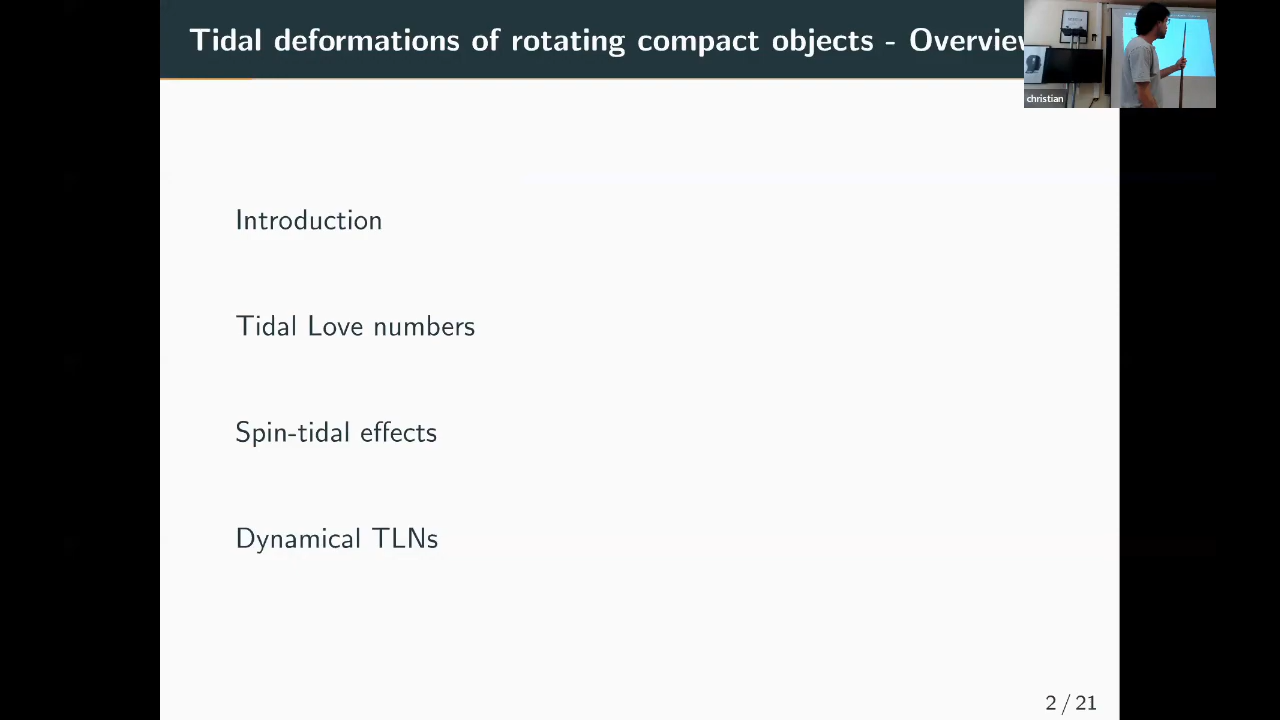 Tidal deformations of rotating compact objects - Overview
christian
Introduction
Tidal Love numbers
Spin-tidal effects
Dynamical TLNs
2 / 21